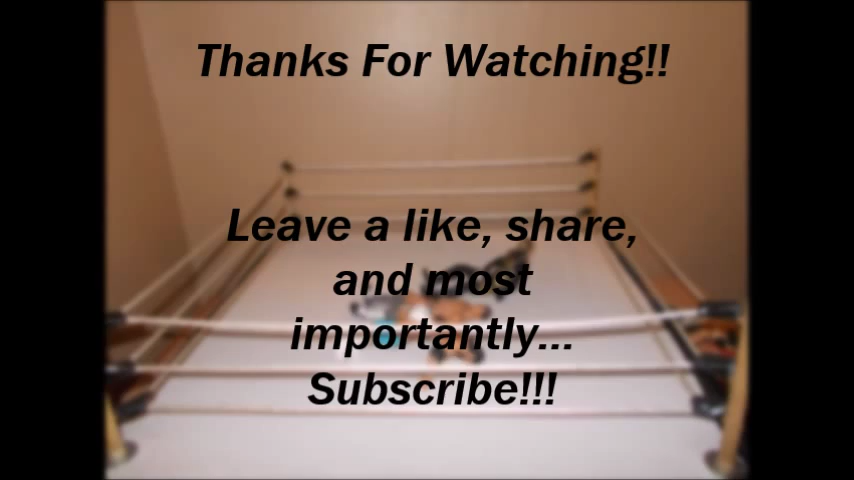 Thanks For Watching!!
Leave a like, share,
and most
importantly...
Subscribe!!!